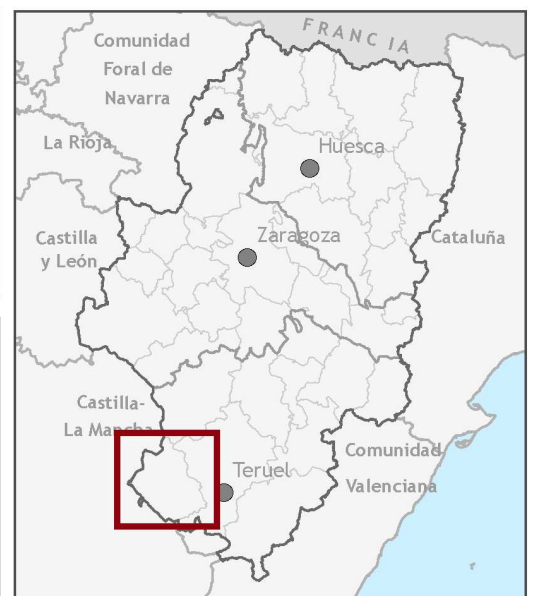 FRANCIA
Comunidad
Foral de
Navarra
La Rioja
Huesca
Castilla
y León
Zaragoza
Cataluña
Castilla-
La Mancha
Teruel
Comunidad
Valenciana